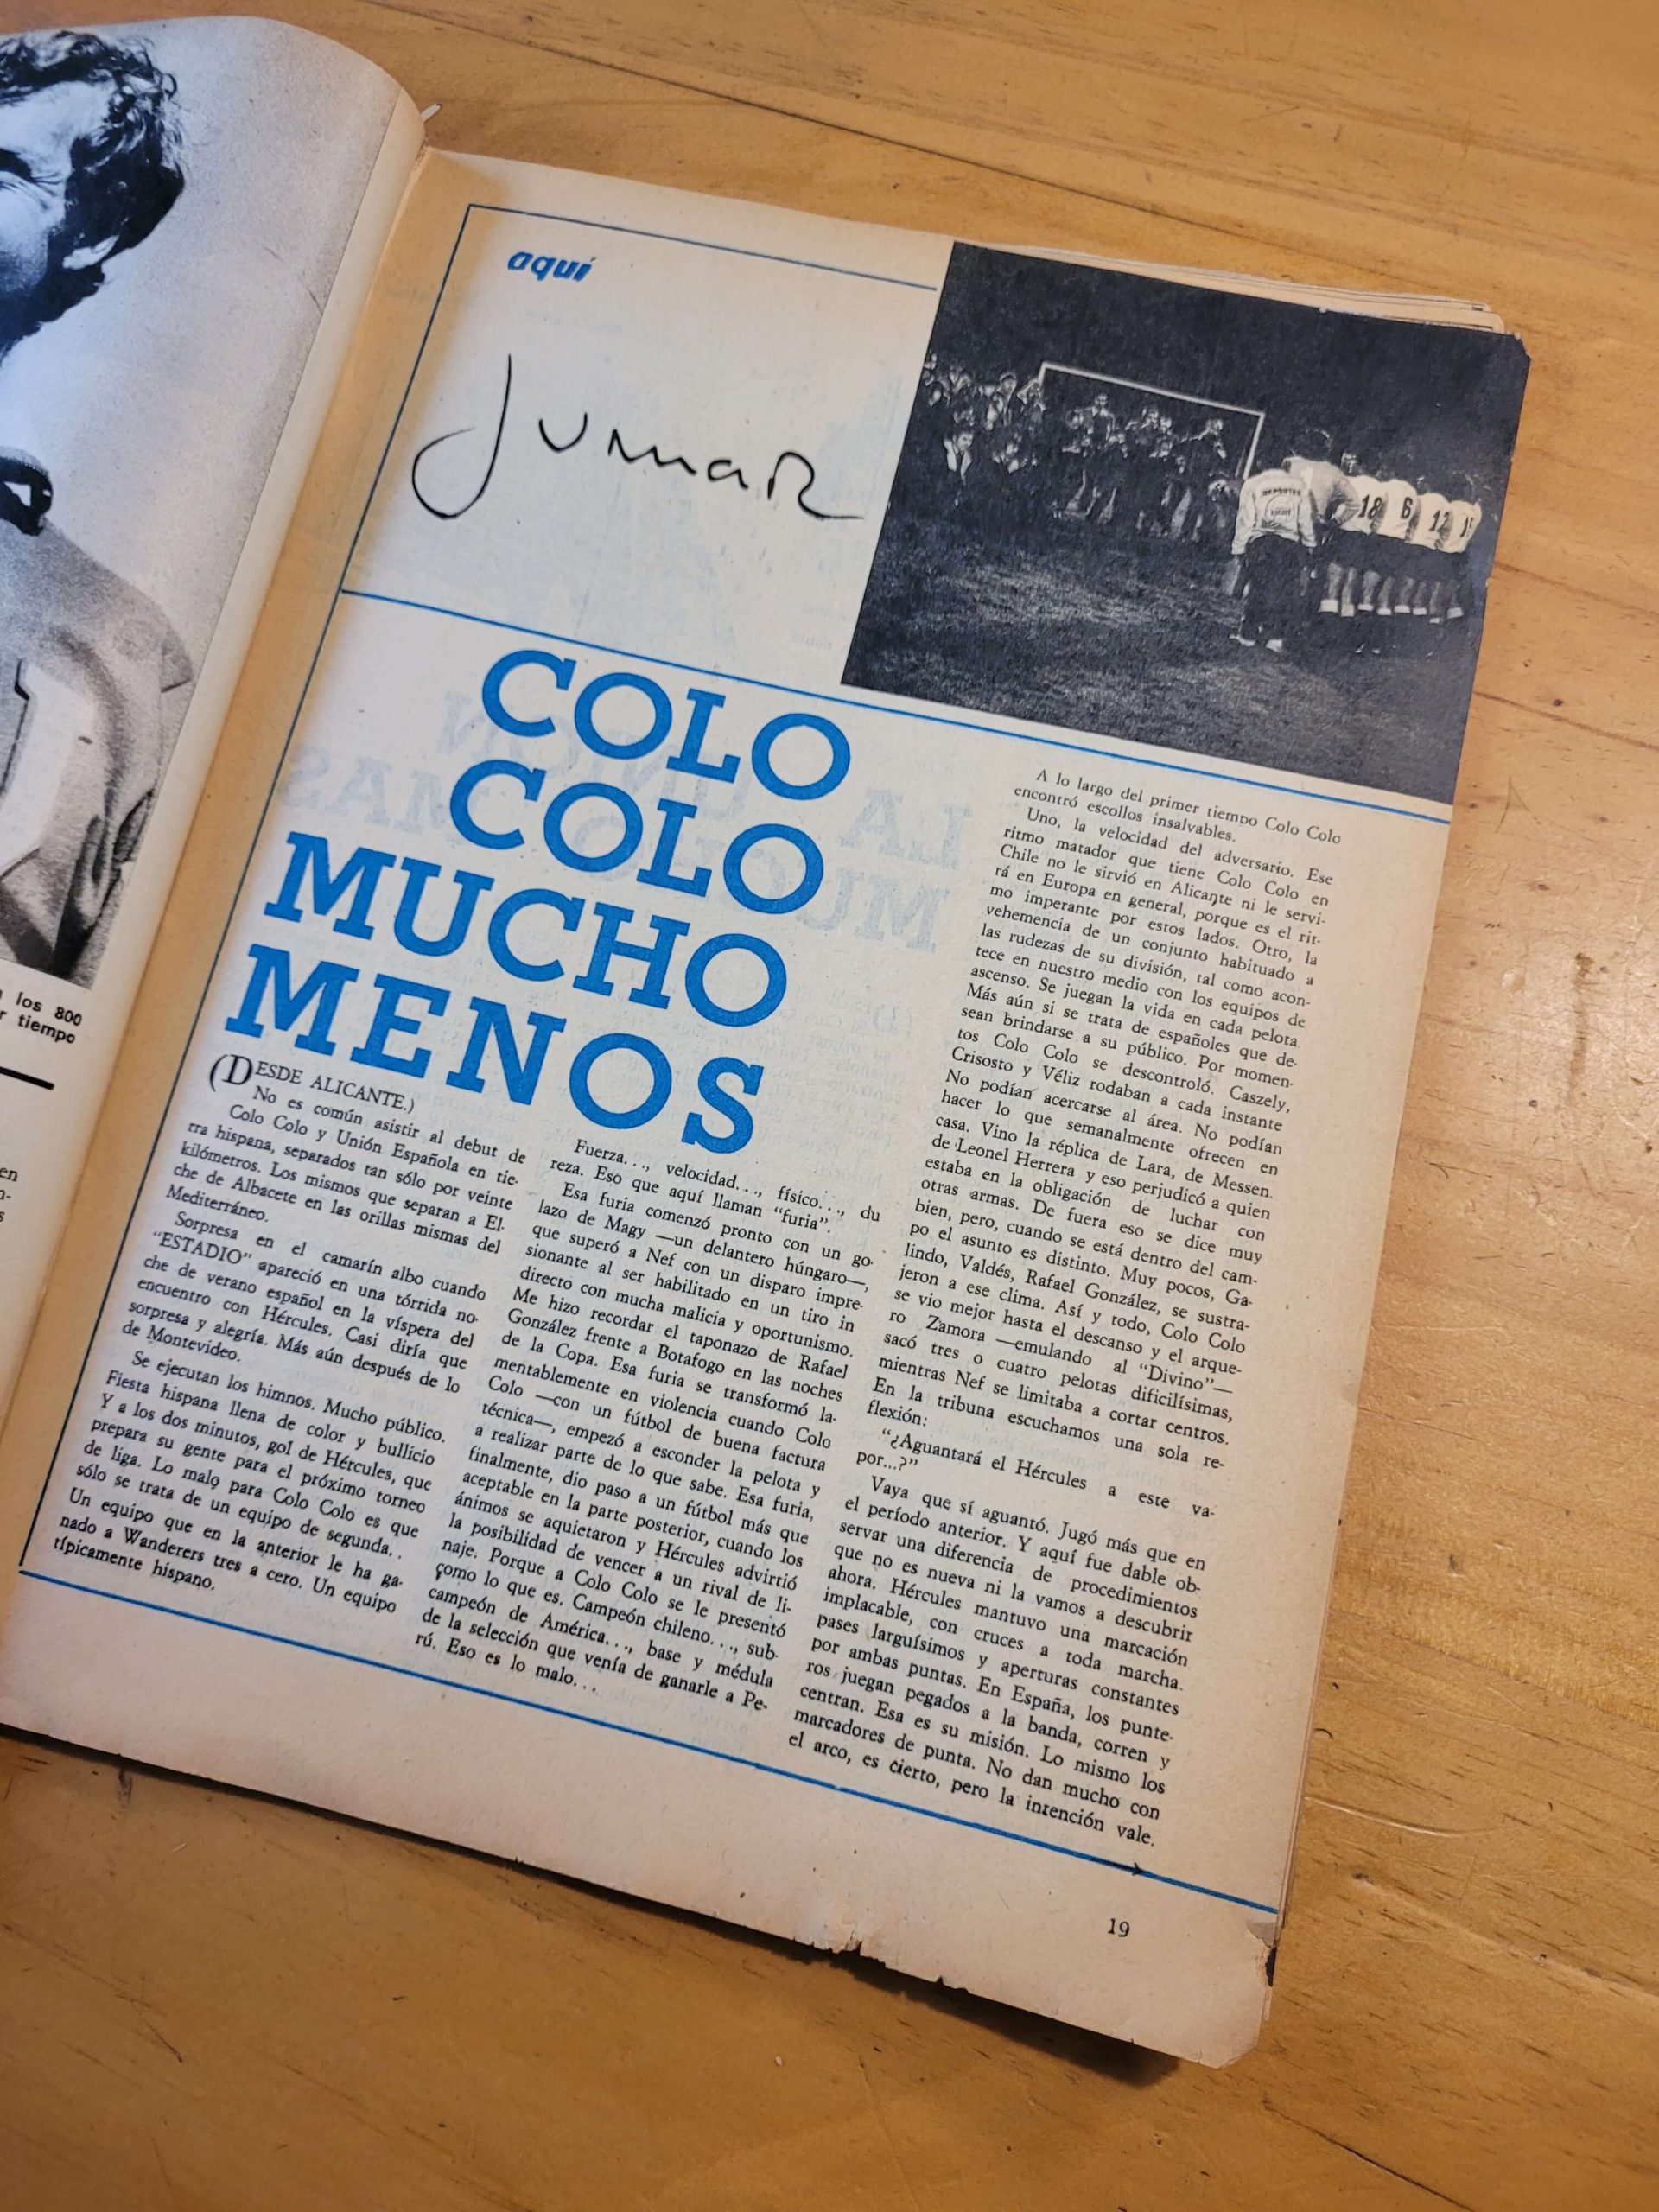 los 800
tiempo
en
aquí
Jumar
18 6 12
DEPORTES
COLO
COLO
MUCHO
MENOS
(DESDE ALICANTE.)
No es común asistir al debut de
Colo Colo y Unión Española en tie-
rra hispana, separados tan sólo por veinte
kilómetros. Los mismos que separan a El-
che de Albacete en las orillas mismas del
Mediterráneo.
Sorpresa en el camarín albo cuando
"ESTADIO" apareció en una tórrida no-
che de verano español en la víspera del
encuentro con Hércules. Casi diría que
sorpresa y alegría. Más aún después de lo
de Montevideo.
Se ejecutan los himnos. Mucho público.
Fiesta hispana llena de color y bullicio
Y a los dos minutos, gol de Hércules, que
prepara su gente para el próximo torneo
de liga. Lo malo para Colo Colo es que
sólo se trata de un equipo de segunda. .
Un equipo que en la anterior le ha ga-
nado a Wanderers tres a cero. Un equipo
típicamente hispano.
Fuerza..., velocidad..., físico..., du
reza. Eso que aquí llaman "furia".
Esa furia comenzó pronto con un go-
lazo de Magy —un delantero húngaro—,
que superó a Nef con un disparo impre-
sionante al ser habilitado en un tiro in
directo con mucha malicia y oportunismo.
Me hizo recordar el taponazo de Rafael
González frente a Botafogo en las noches
de la Copa. Esa furia se transformó la-
mentablemente en violencia cuando Colo
Colo —con un fútbol de buena factura
técnica—, empezó a esconder la pelota y
a realizar parte de lo que sabe. Esa furia,
finalmente, dio paso a un fútbol más que
aceptable en la parte posterior, cuando los
ánimos se aquietaron y Hércules advirtió
la posibilidad de vencer a un rival de li-
naje. Porque a Colo Colo se le presentó
como lo que es. Campeón chileno..., sub-
campeón de América..., base y médula
de la selección que venía de ganarle a Pe-
rú. Eso es lo malo...
A lo largo del primer tiempo Colo Colo
encontró escollos insalvables.
Uno, la velocidad del adversario. Ese
ritmo matador que tiene Colo Colo en
Chile no le sirvió en Alicante ni le servi-
rá en Europa en general, porque es el rit-
mo imperante por estos lados. Otro, la
vehemencia de un conjunto habituado a
las rudezas de su división, tal como acon-
tece en nuestro medio con los equipos de
ascenso. Se juegan la vida en cada pelota.
Más aún si se trata de españoles que de-
sean brindarse a su público. Por momen-
tos Colo Colo se descontroló. Caszely,
Crisosto y Véliz rodaban a cada instante
No podían acercarse al área. No podían
hacer lo que semanalmente ofrecen en
casa. Vino la réplica de Lara, de Messen.
de Leonel Herrera y eso perjudicó a quien
estaba en la obligación de luchar con
otras armas. De fuera eso se dice muy
bien, pero, cuando se está dentro del cam-
po el asunto es distinto. Muy pocos, Ga-
lindo, Valdés, Rafael González, se sustra-
jeron a ese clima. Así y todo, Colo Colo
se vio mejor hasta el descanso y el arque-
ro Zamora —emulando al "Divino"—
sacó tres o cuatro pelotas dificilísimas,
mientras Nef se limitaba a cortar centros.
En la tribuna escuchamos una sola re-
flexión:
"¿Aguantará el Hércules a este va-
por...?"
Vaya que sí aguantó. Jugó más que en
el período anterior. Y aquí fue dable ob-
servar una diferencia de procedimientos
que no es nueva ni la vamos a descubrir
ahora. Hércules mantuvo una marcación
implacable, con cruces a toda marcha.
pases larguísimos y aperturas constantes
por ambas puntas. En España, los punte-
ros juegan pegados a la banda, corren y
centran. Esa es su misión. Lo mismo los
marcadores de punta. No dan mucho con
el arco, es cierto, pero la intención vale.
19